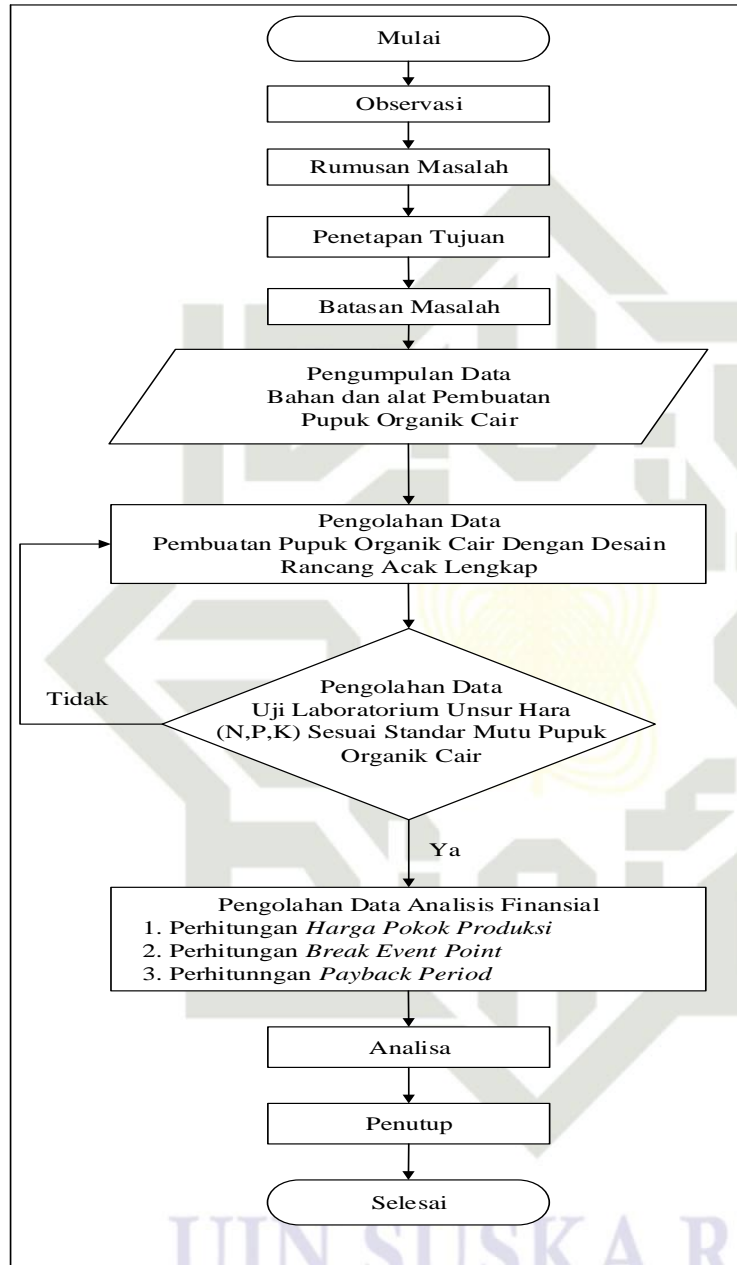 Mulai
Observasi
Rumusan Masalah
Penetapan Tujuan
Batasan Masalah
Pengumpulan Data
Bahan dan alat Pembuatan
Pupuk Organik Cair
Pengolahan Data
Pembuatan Pupuk Organik Cair Dengan Desain
Rancang Acak Lengkap
Tidak
Pengolahan Data
Uji Laboratorium Unsur Hara
(N,P,K) Sesuai Standar Mutu Pupuk
Organik Cair
Ya
Pengolahan Data Analisis Finansial
1. Perhitungan Harga Pokok Produksi
2. Perhitungan Break Event Point
3. Perhitunngan Payback Period
Analisa
Penutup
Selesai
UIN SUSKA R